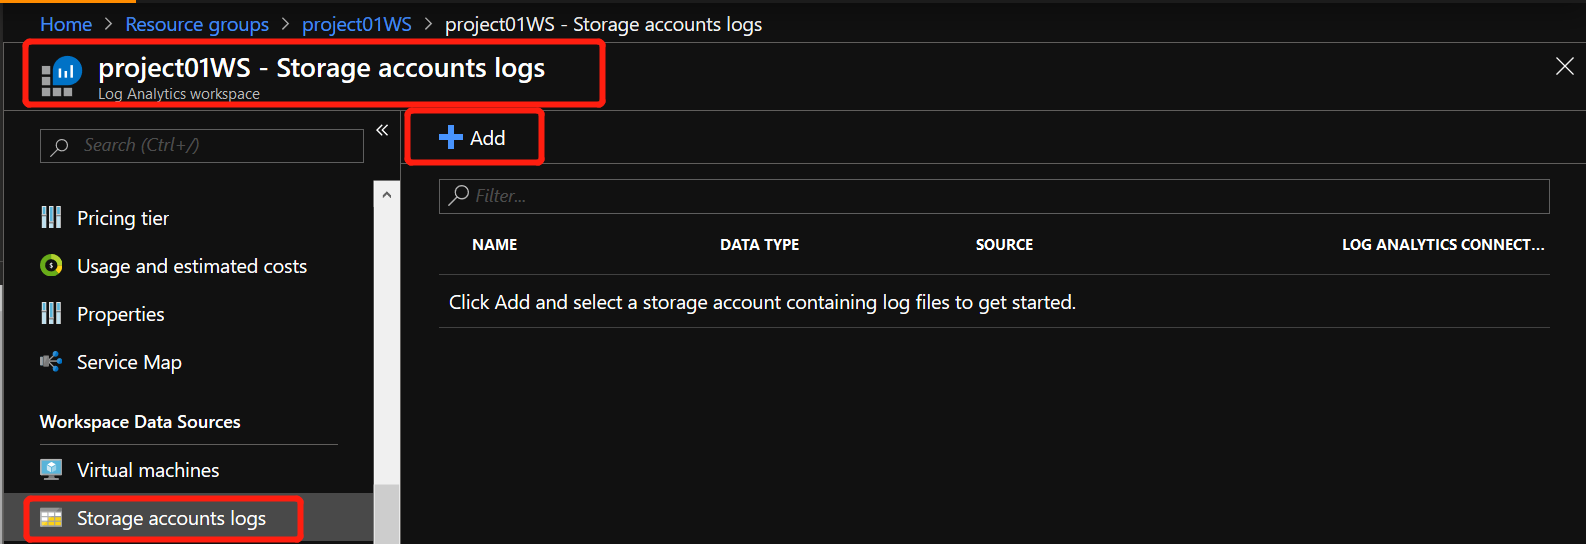 Home > Resource groups > project01WS > project01WS - Storage accounts logs
project01WS - Storage accounts logs
Log Analytics workspace
Search (Ctrl+/)
«
Pricing tier
Usage and estimated costs
Properties
Service Map
Workspace Data Sources
Virtual machines
Storage accounts logs
Add
Filter...
NAME DATA TYPE SOURCE LOG ANALYTICS CONNECT...
Click Add and select a storage account containing log files to get started.